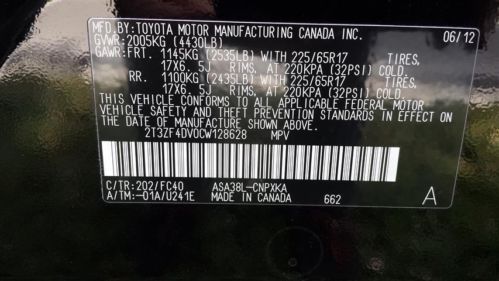 MFD.BY:TOYOTA MOTOR MANUFACTURING CANADA INC. 06/12
GVWR:2005KG (4430LB)
GAWR:FRT. 1145KG (2535LB) WITH 225/65R17 TIRES,
17X6.5J RIMS, AT 220KPA (32PSI) COLD.
RR. 1100KG (2435LB) WITH 225/65R17 TIRES,
17X6.5J RIMS, AT 220KPA (32PSI) COLD.
THIS VEHICLE CONFORMS TO ALL APPLICABLE FEDERAL MOTOR
VEHICLE SAFETY AND THEFT PREVENTION STANDARDS IN EFFECT ON
THE DATE OF MANUFACTURE SHOWN ABOVE.
2T3ZF4DV0CW128628 MPV
C/TR:202/FC40 ASA38L-CNPXKA
A/TM:-01A/U241E MADE IN CANADA 662 A